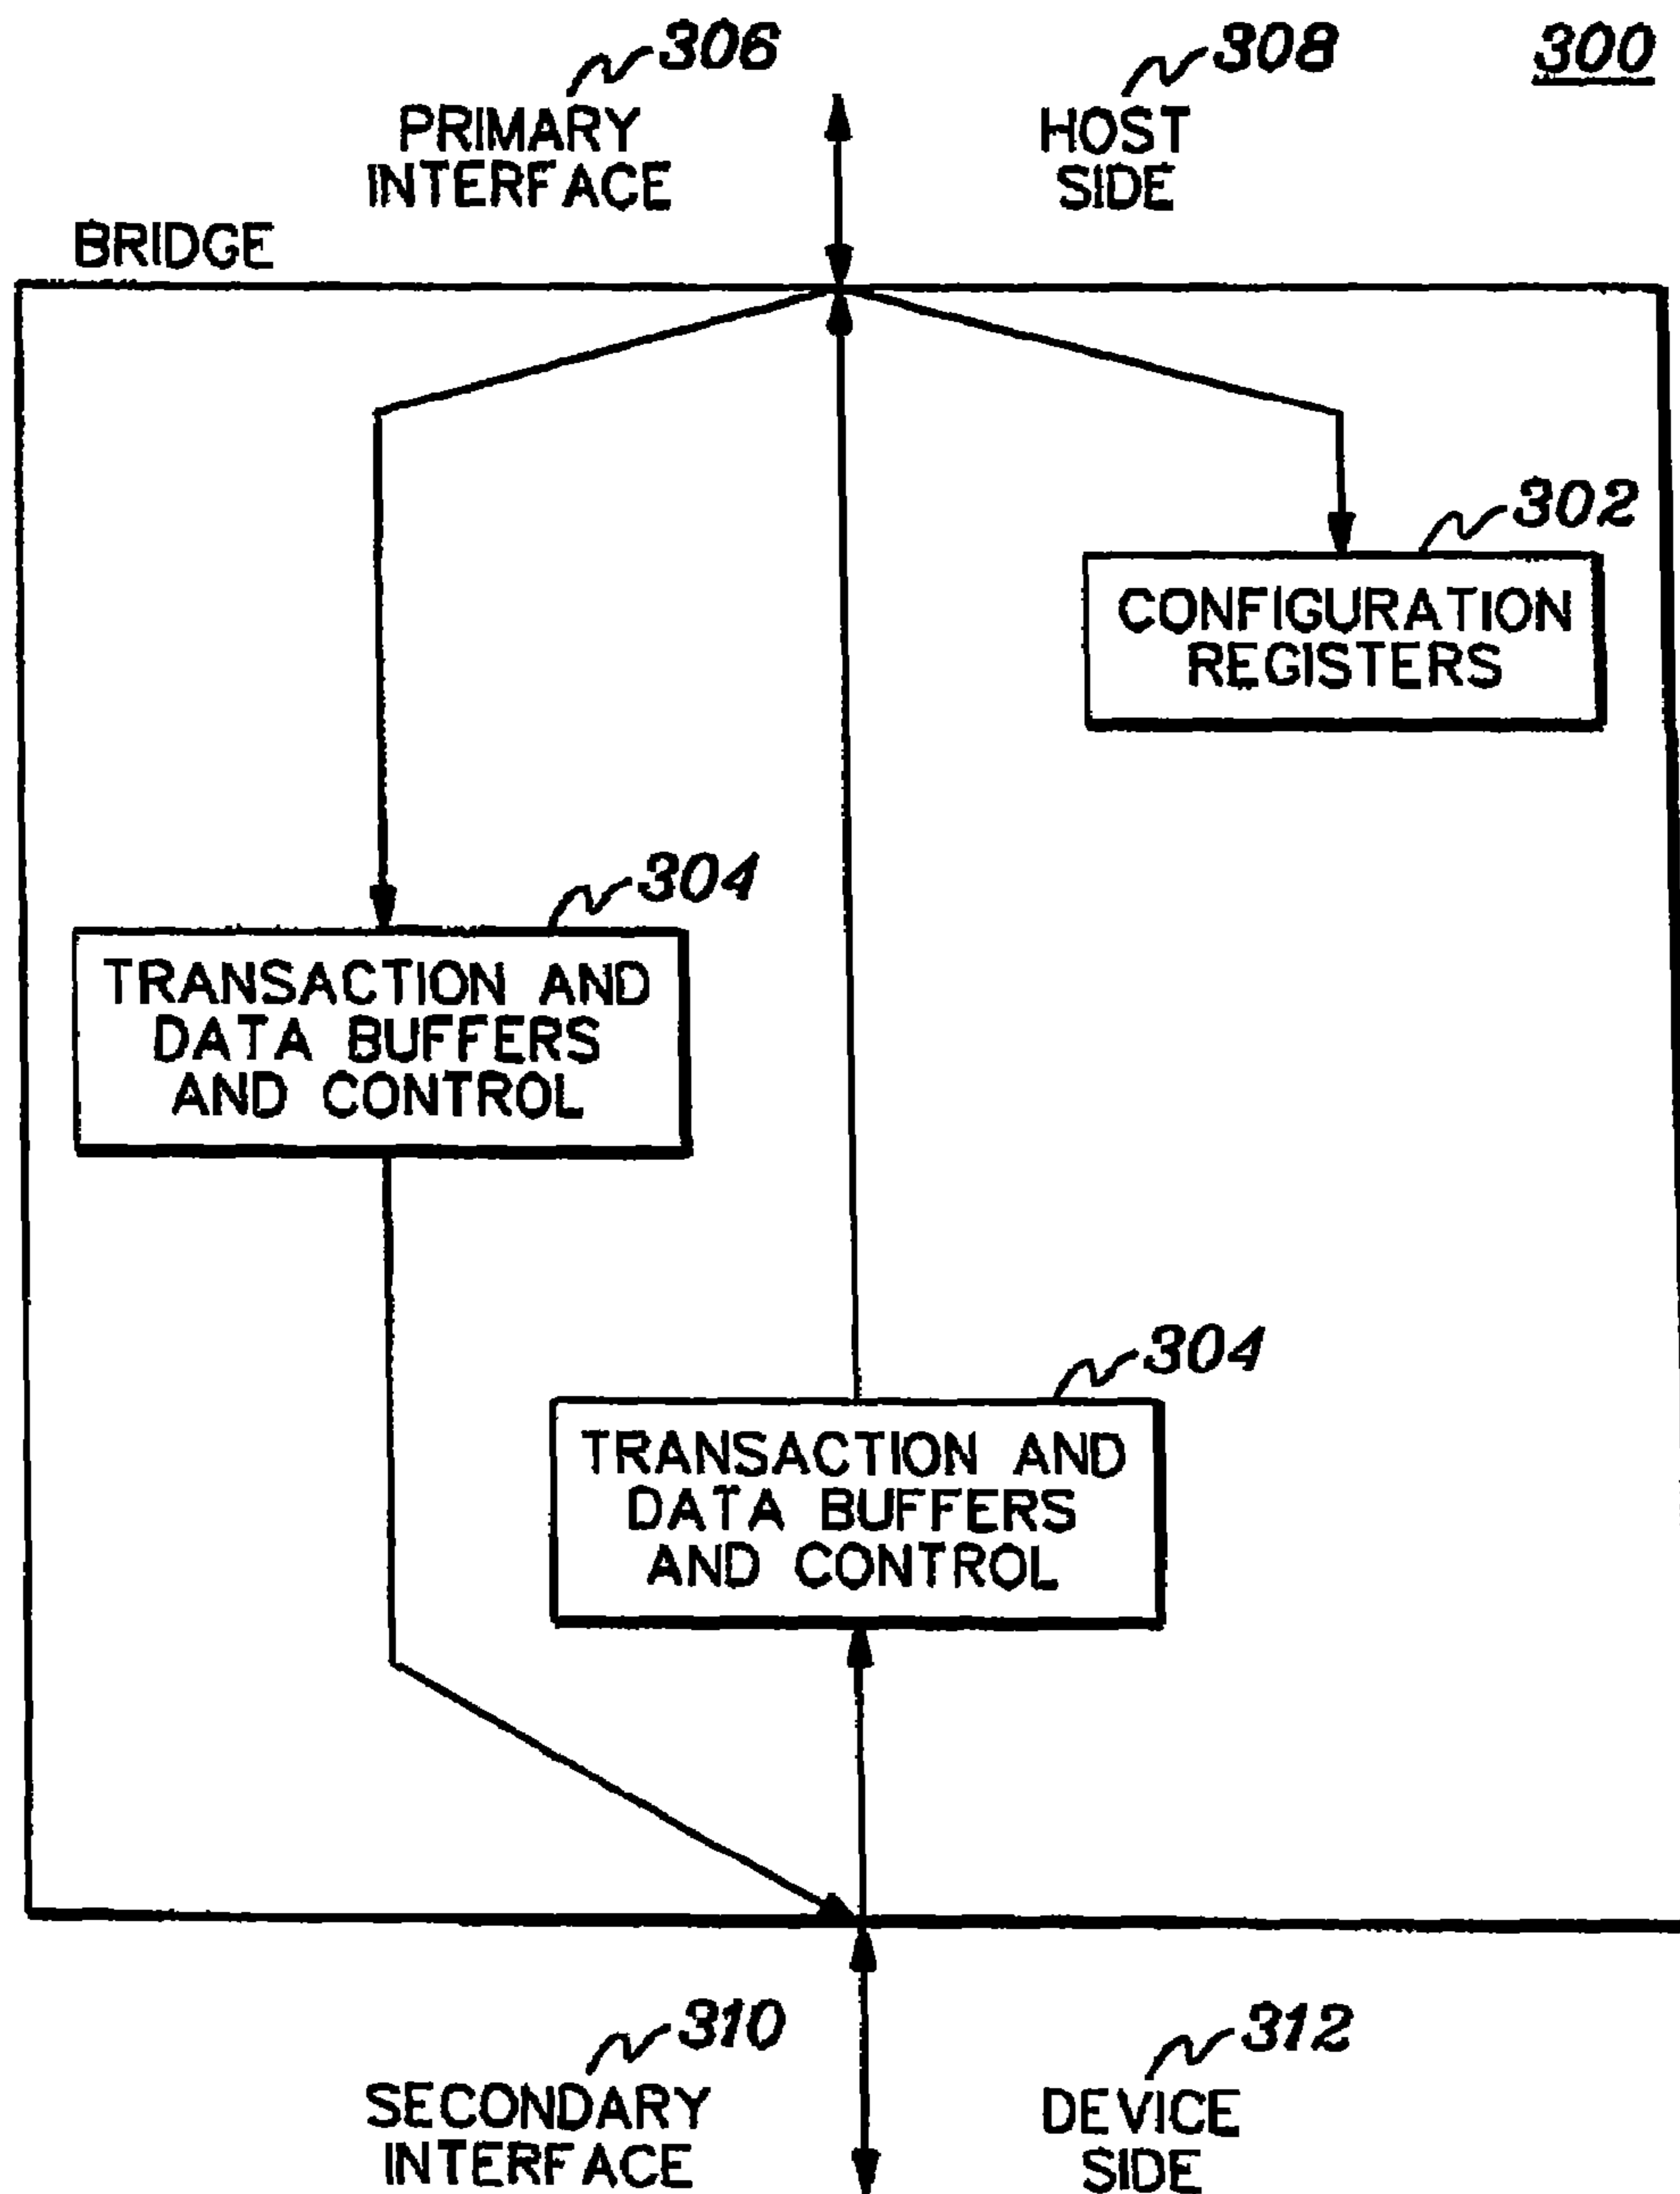 306
308
300
PRIMARY
INTERFACE
HOST
SIDE
BRIDGE
302
CONFIGURATION
REGISTERS
304
TRANSACTION AND
DATA BUFFERS
AND CONTROL
304
TRANSACTION AND
DATA BUFFERS
AND CONTROL
310
312
SECONDARY
INTERFACE
DEVICE
SIDE